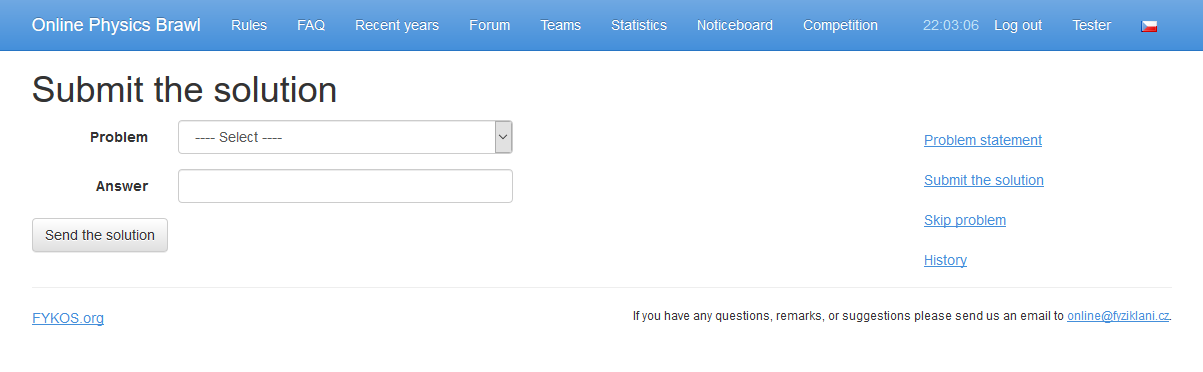 Online Physics Brawl Rules FAQ Recent years Forum Teams Statistics Noticeboard Competition 22:03:06 Log out Tester
Submit the solution
Problem ---- Select ----
Answer
Send the solution
Problem statement
Submit the solution
Skip problem
History
FYKOS.org
If you have any questions, remarks, or suggestions please send us an email to online@fyziklani.cz.